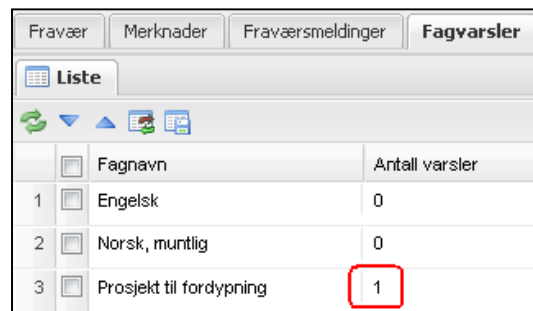 Fravær Merknader Fraværsmeldinger Fagvarsler
Liste
Fagnavn Antall varsler
1 Engelsk 0
2 Norsk, muntlig 0
3 Prosjekt til fordypning 1